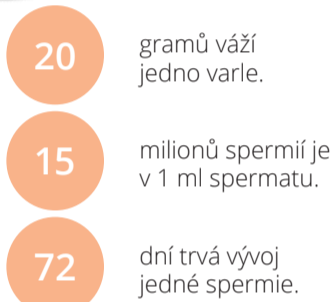 20
gramů váží
jedno varle.
15
milionů spermií je
v 1 ml spermatu.
72
dní trvá vývoj
jedné spermie.